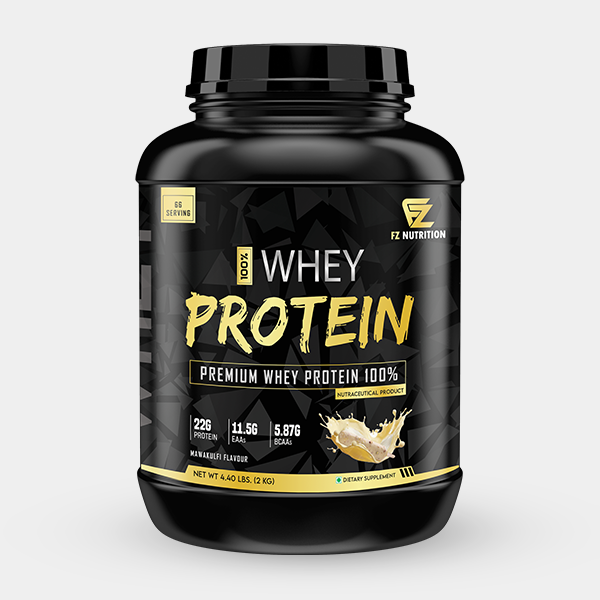 66
SERVING
FZ NUTRITION
100% WHEY
PROTEIN
PREMIUM WHEY PROTEIN 100%
NUTRACEUTICAL PRODUCT
22G
PROTEIN
11.5G
EAAs
5.87G
BCAAs
MAWAKULFI FLAVOUR
NET WT 4.40 LBS. (2 KG)
DIETARY SUPPLEMENT